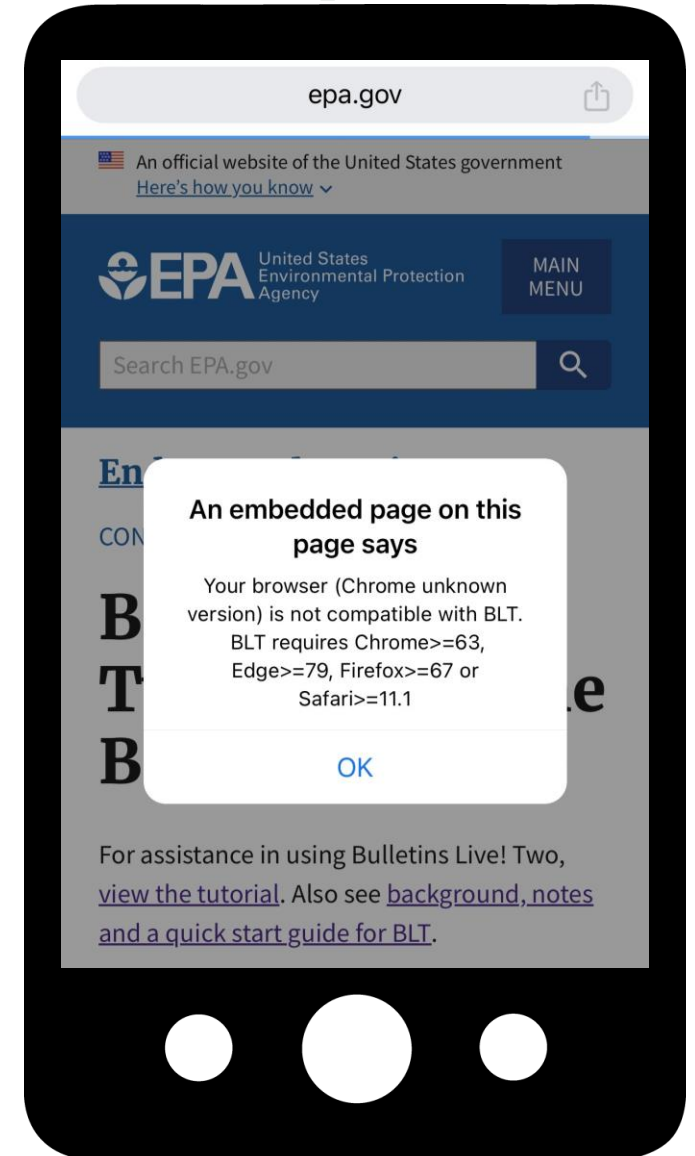 epa.gov
An official website of the United States government
Here's how you know
EPA
United States
Environmental Protection
Agency
MAIN
MENU
Search EPA.gov
En
CON
An embedded page on this
page says
Your browser (Chrome unknown
version) is not compatible with BLT.
BLT requires Chrome>=63,
Edge>=79, Firefox>=67 or
Safari>=11.1
OK
B
T
e
B
For assistance in using Bulletins Live! Two,
view the tutorial. Also see background, notes
and a quick start guide for BLT.